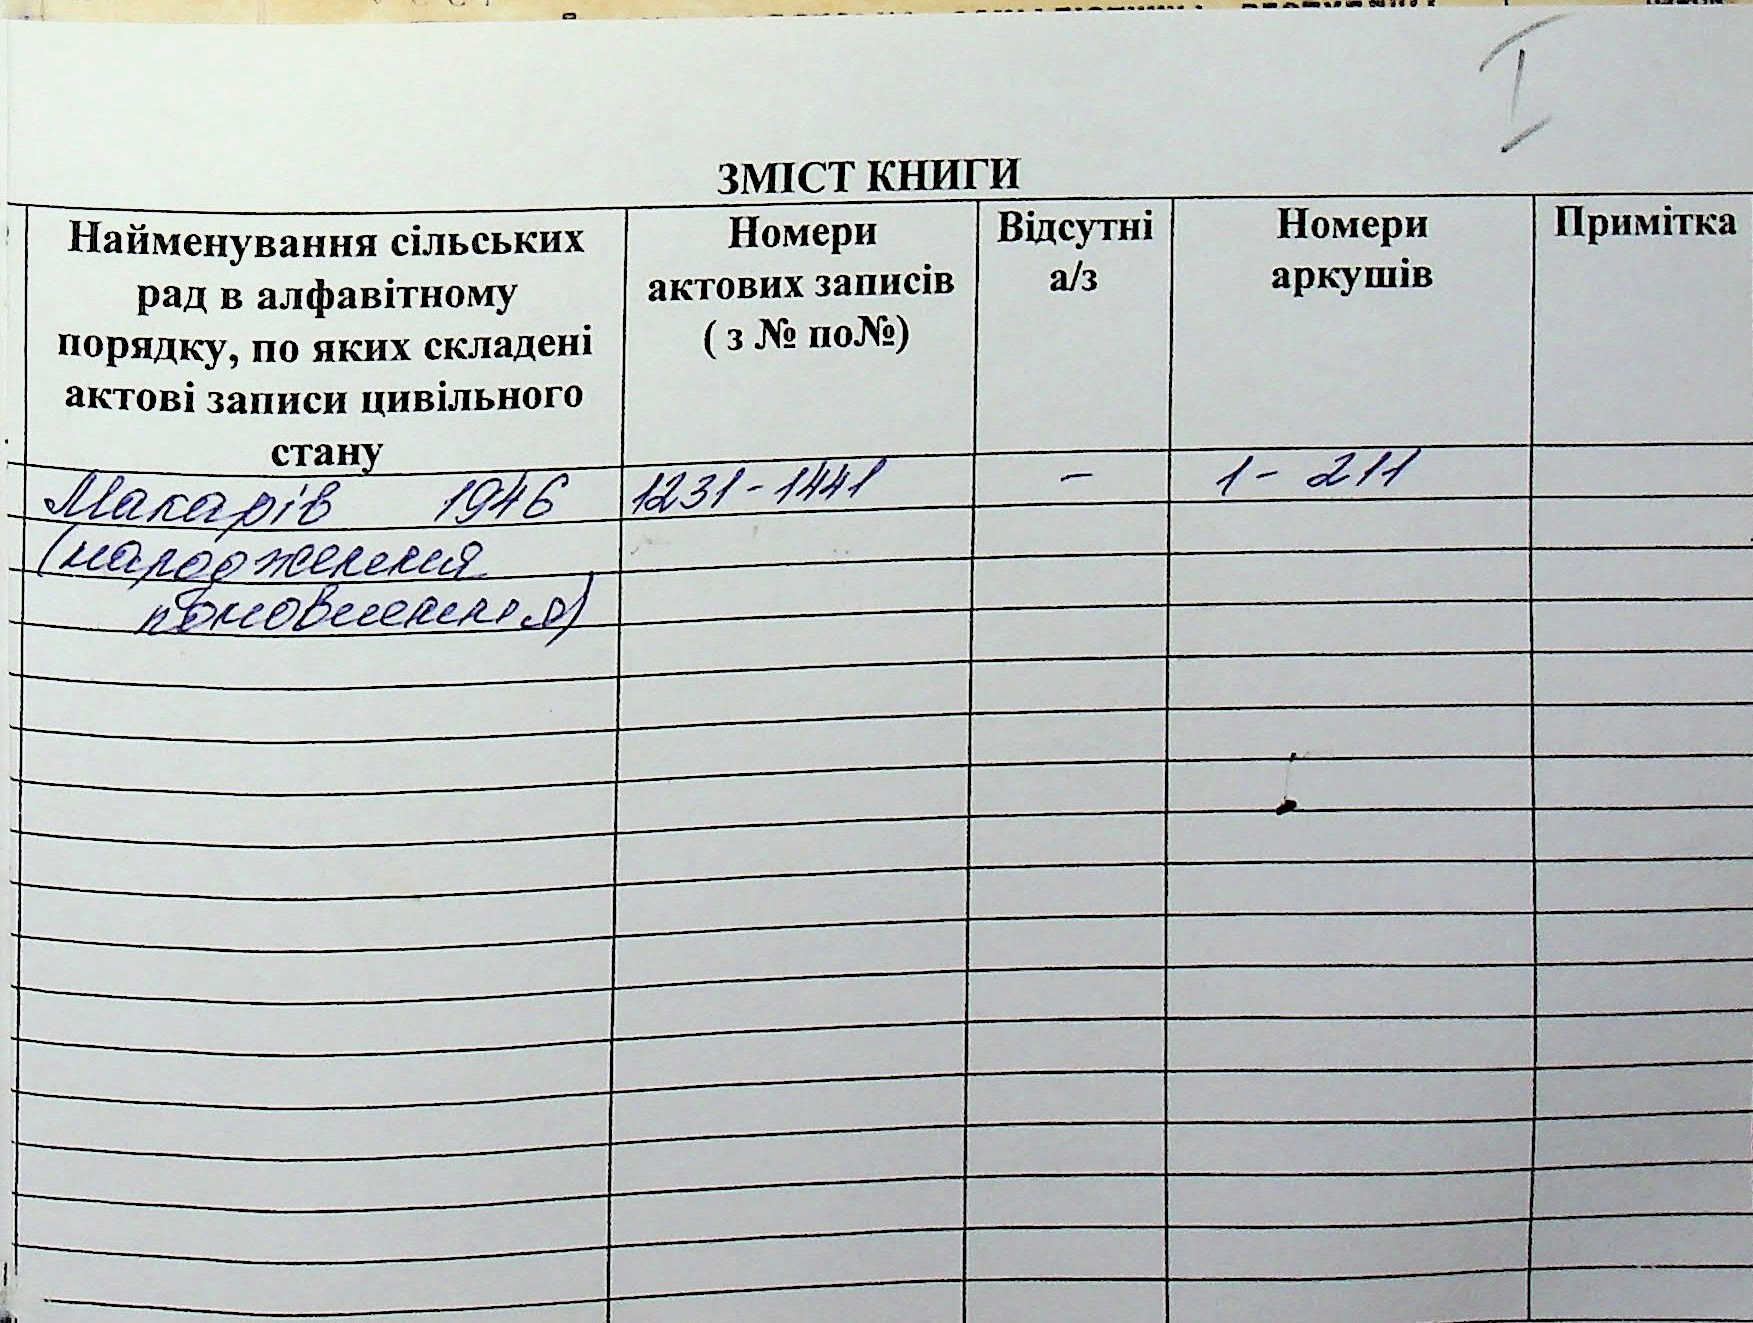 I
ЗМІСТ КНИГИ
Найменування сільських
рад в алфавітному
порядку, по яких складені
актові записи цивільного
стану
Номери
актових записів
( з № по№)
Відсутні
а/з
Номери
аркушів
Примітка
Макарів 1946 1231-1441 - 1-211
(народження
поновлення)